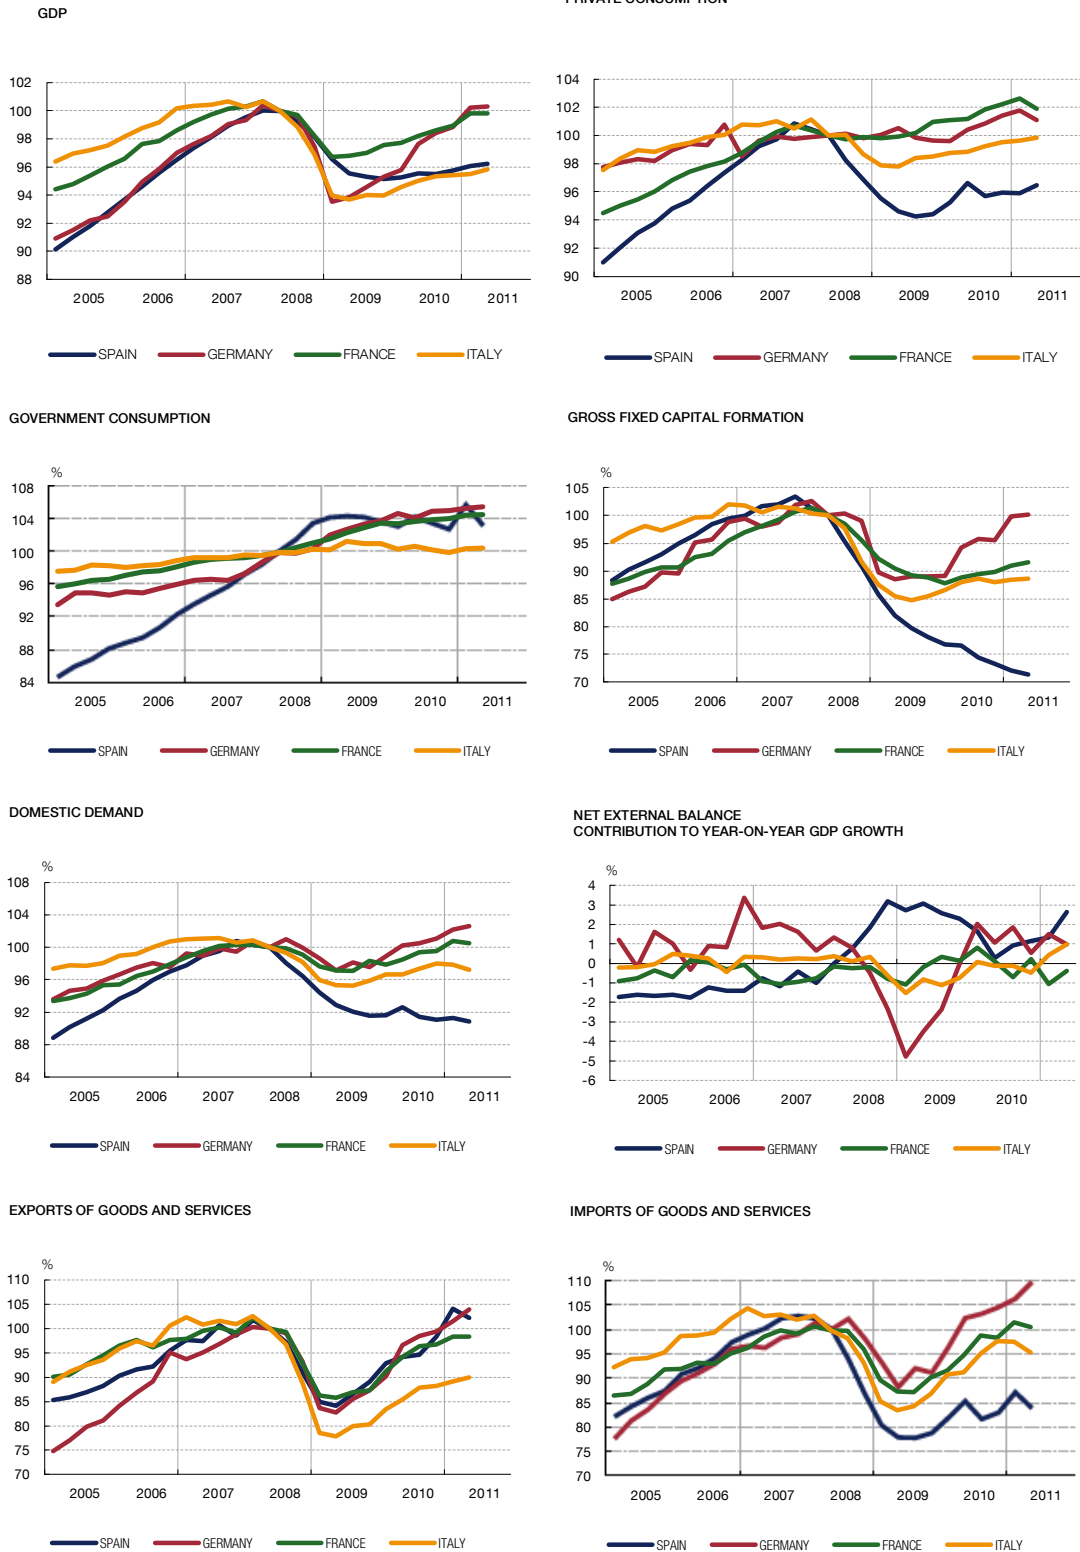 GDP
102
100
98
96
94
92
90
88
2005 2006 2007 2008 2009 2010 2011
SPAIN GERMANY FRANCE ITALY
PRIVATE CONSUMPTION
104
102
100
98
96
94
92
90
2005 2006 2007 2008 2009 2010 2011
SPAIN GERMANY FRANCE ITALY
GOVERNMENT CONSUMPTION
%
108
104
100
96
92
88
84
2005 2006 2007 2008 2009 2010 2011
SPAIN GERMANY FRANCE ITALY
GROSS FIXED CAPITAL FORMATION
%
105
100
95
90
85
80
75
70
2005 2006 2007 2008 2009 2010 2011
SPAIN GERMANY FRANCE ITALY
DOMESTIC DEMAND
%
108
104
100
96
92
88
84
2005 2006 2007 2008 2009 2010 2011
SPAIN GERMANY FRANCE ITALY
NET EXTERNAL BALANCE
CONTRIBUTION TO YEAR-ON-YEAR GDP GROWTH
%
4
3
2
1
0
-1
-2
-3
-4
-5
-6
2005 2006 2007 2008 2009 2010
SPAIN GERMANY FRANCE ITALY
EXPORTS OF GOODS AND SERVICES
%
110
105
100
95
90
85
80
75
70
2005 2006 2007 2008 2009 2010 2011
SPAIN GERMANY FRANCE ITALY
IMPORTS OF GOODS AND SERVICES
%
110
105
100
95
90
85
80
75
70
2005 2006 2007 2008 2009 2010 2011
SPAIN GERMANY FRANCE ITALY